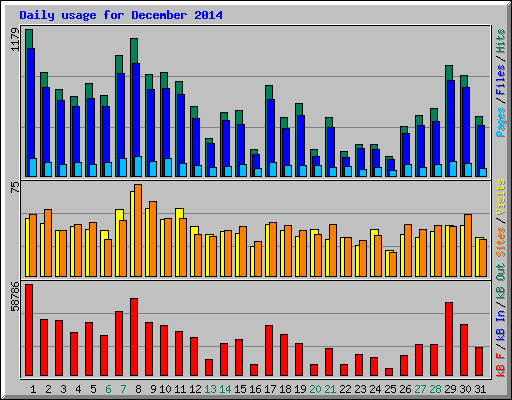 Daily usage for December 2014
1179
Pages / Files / Hits
75
Sites / Visits
58786
kB F / kB In / kB Out
1 2 3 4 5 6 7 8 9 10 11 12 13 14 15 16 17 18 19 20 21 22 23 24 25 26 27 28 29 30 31